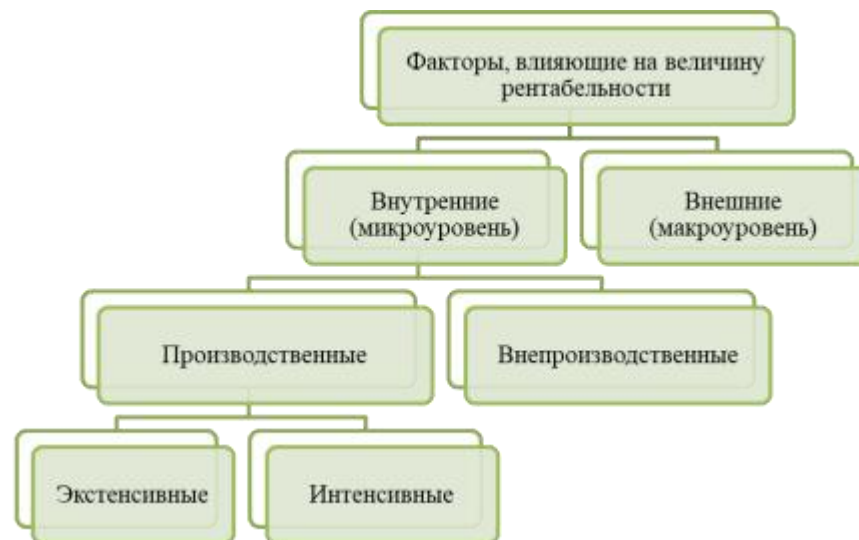 Факторы, влияющие на величину
рентабельности
Внутренние
(микроуровень)
Внешние
(макроуровень)
Производственные
Внепроизводственные
Экстенсивные
Интенсивные